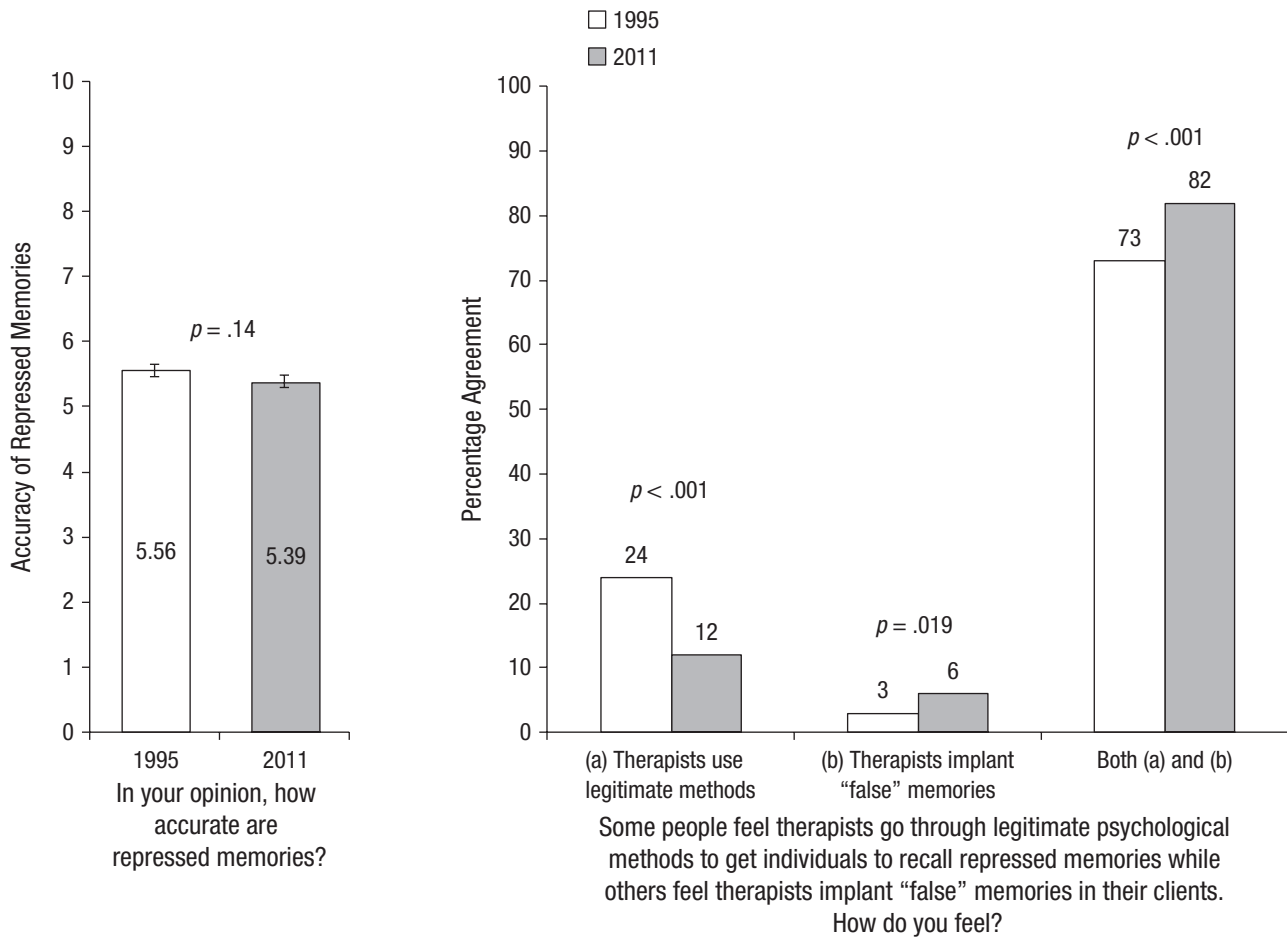 1995
2011
10
9
8
7
6
5
4
3
2
1
0
Accuracy of Repressed Memories
p = .14
5.56
5.39
1995
2011
In your opinion, how
accurate are
repressed memories?
100
90
80
70
60
50
40
30
20
10
0
Percentage Agreement
p < .001
24
12
p = .019
3
6
p < .001
73
82
(a) Therapists use
legitimate methods
(b) Therapists implant
“false” memories
Both (a) and (b)
Some people feel therapists go through legitimate psychological
methods to get individuals to recall repressed memories while
others feel therapists implant “false” memories in their clients.
How do you feel?